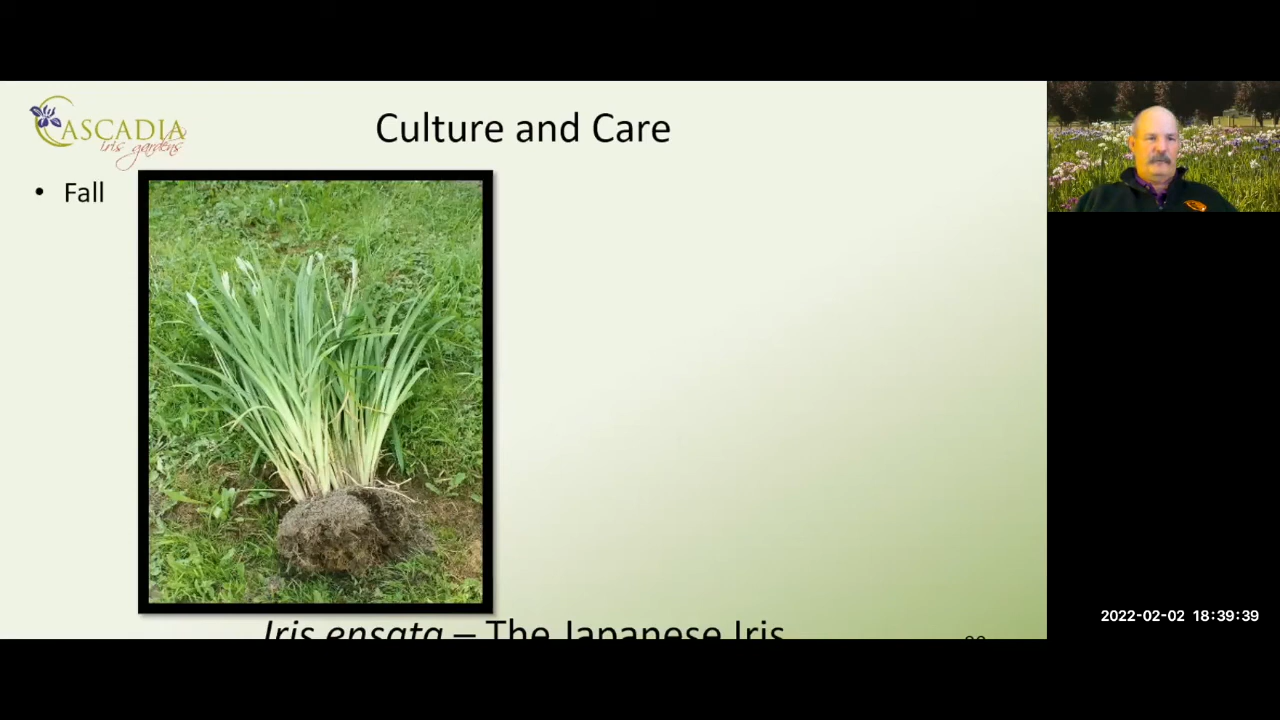 CASCADIA
iris gardens
Culture and Care
• Fall
Iris ensata – The Japanese Iris
2022-02-02 18:39:39